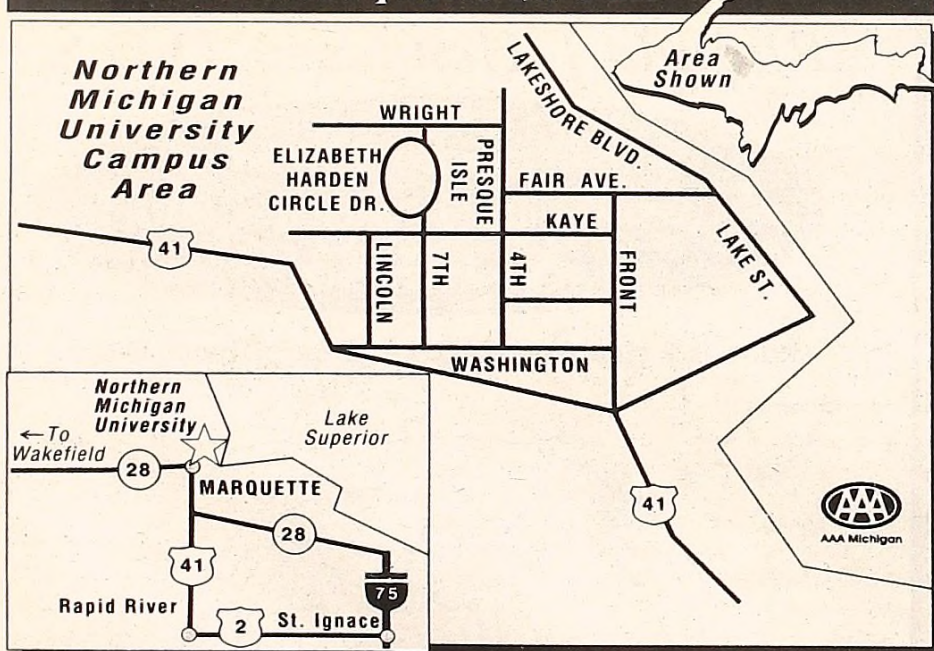 Northern
Michigan
University
Campus
Area
Area
Shown
WRIGHT
LAKESHORE BLVD.
ELIZABETH
HARDEN
CIRCLE DR.
PRESQUE
ISLE
FAIR AVE.
KAYE
41
LINCOLN
7TH
4TH
FRONT
LAKE ST.
WASHINGTON
41
AAA
AAA Michigan
Northern
Michigan
University
←To
Wakefield
Lake
Superior
28
MARQUETTE
28
41
75
Rapid River
2
St. Ignace